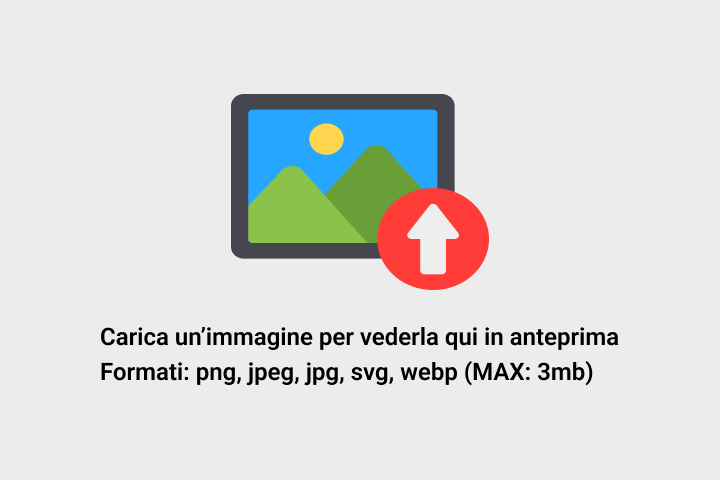 Carica un’immagine per vederla qui in anteprima
Formati: png, jpeg, jpg, svg, webp (MAX: 3mb)